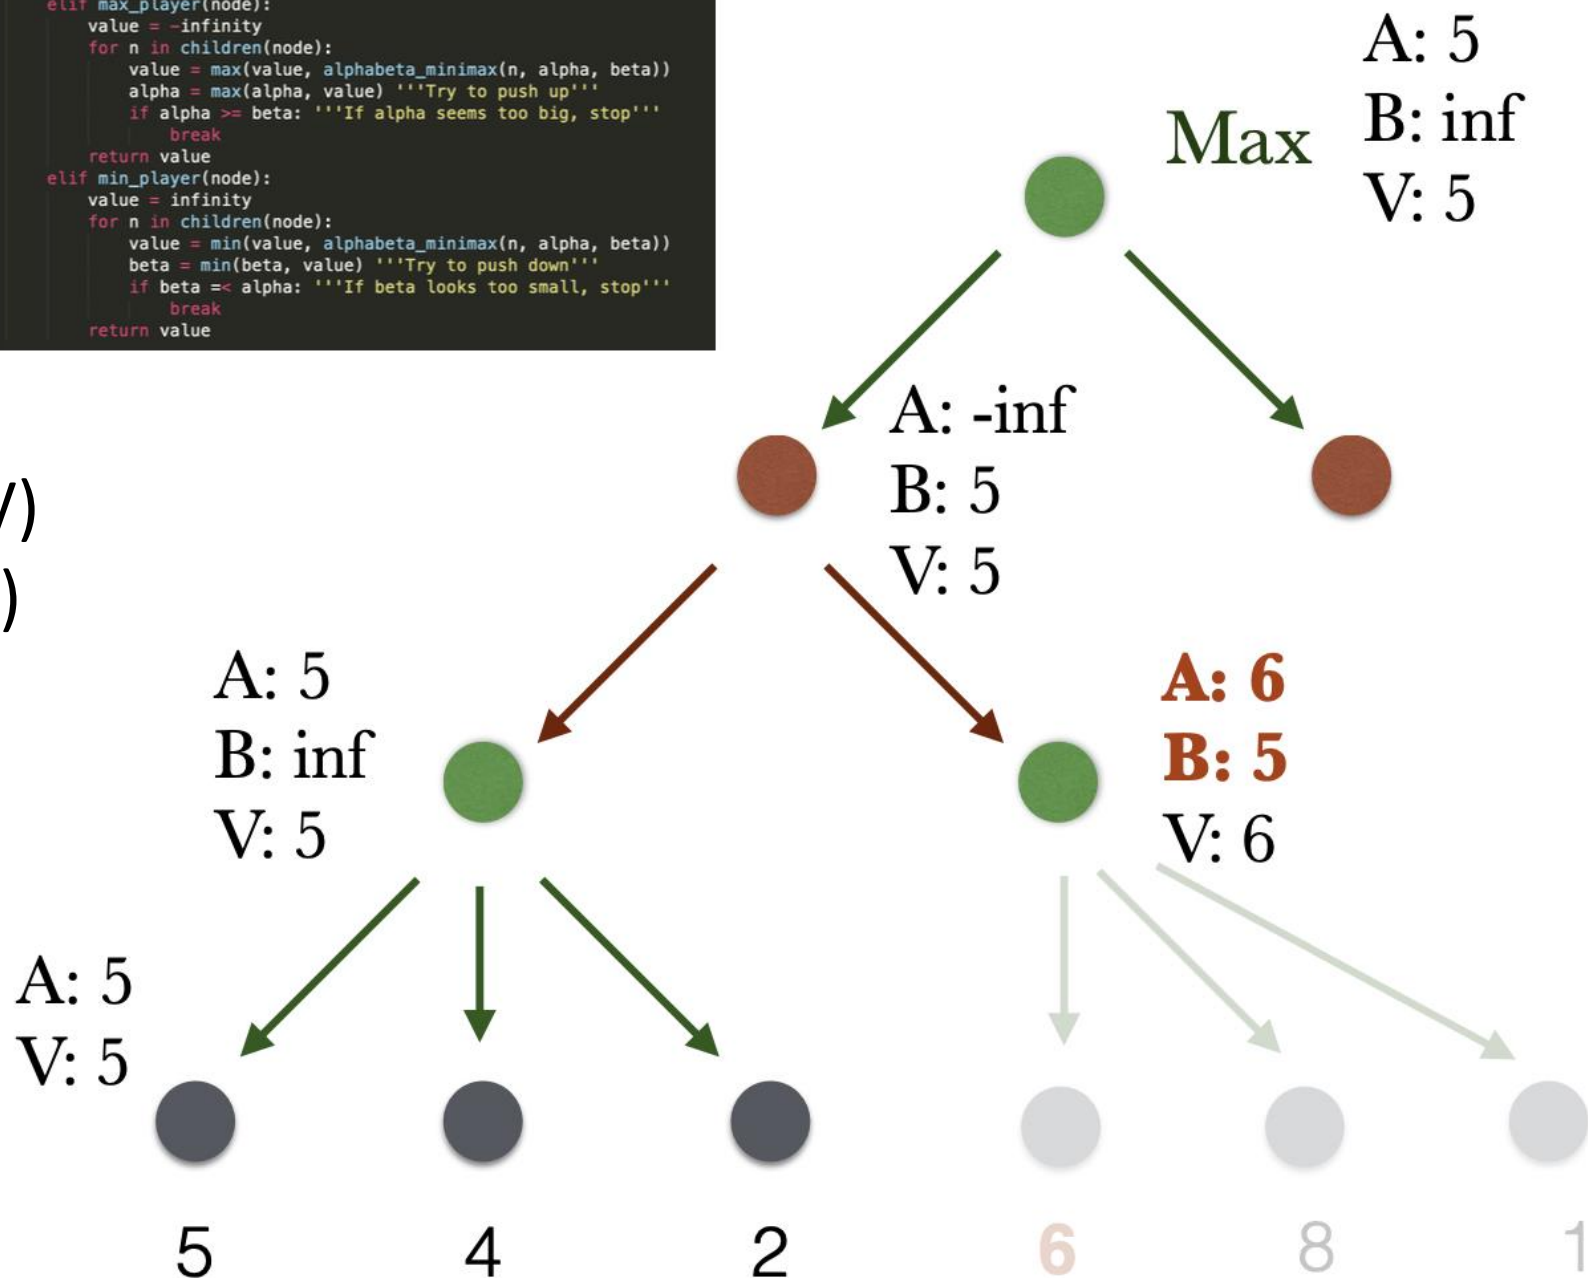 elif max_player(node):
value = -infinity
for n in children(node):
value = max(value, alphabeta_minimax(n, alpha, beta))
alpha = max(alpha, value) '''Try to push up'''
if alpha >= beta: '''If alpha seems too big, stop'''
break
return value
elif min_player(node):
value = infinity
for n in children(node):
value = min(value, alphabeta_minimax(n, alpha, beta))
beta = min(beta, value) '''Try to push down'''
if beta =< alpha: '''If beta looks too small, stop'''
break
return value
Max
A: 5
B: inf
V: 5
A: -inf
B: 5
V: 5
)
)
A: 5
B: inf
V: 5
A: 6
B: 5
V: 6
A: 5
V: 5
5 4 2 6 8 1